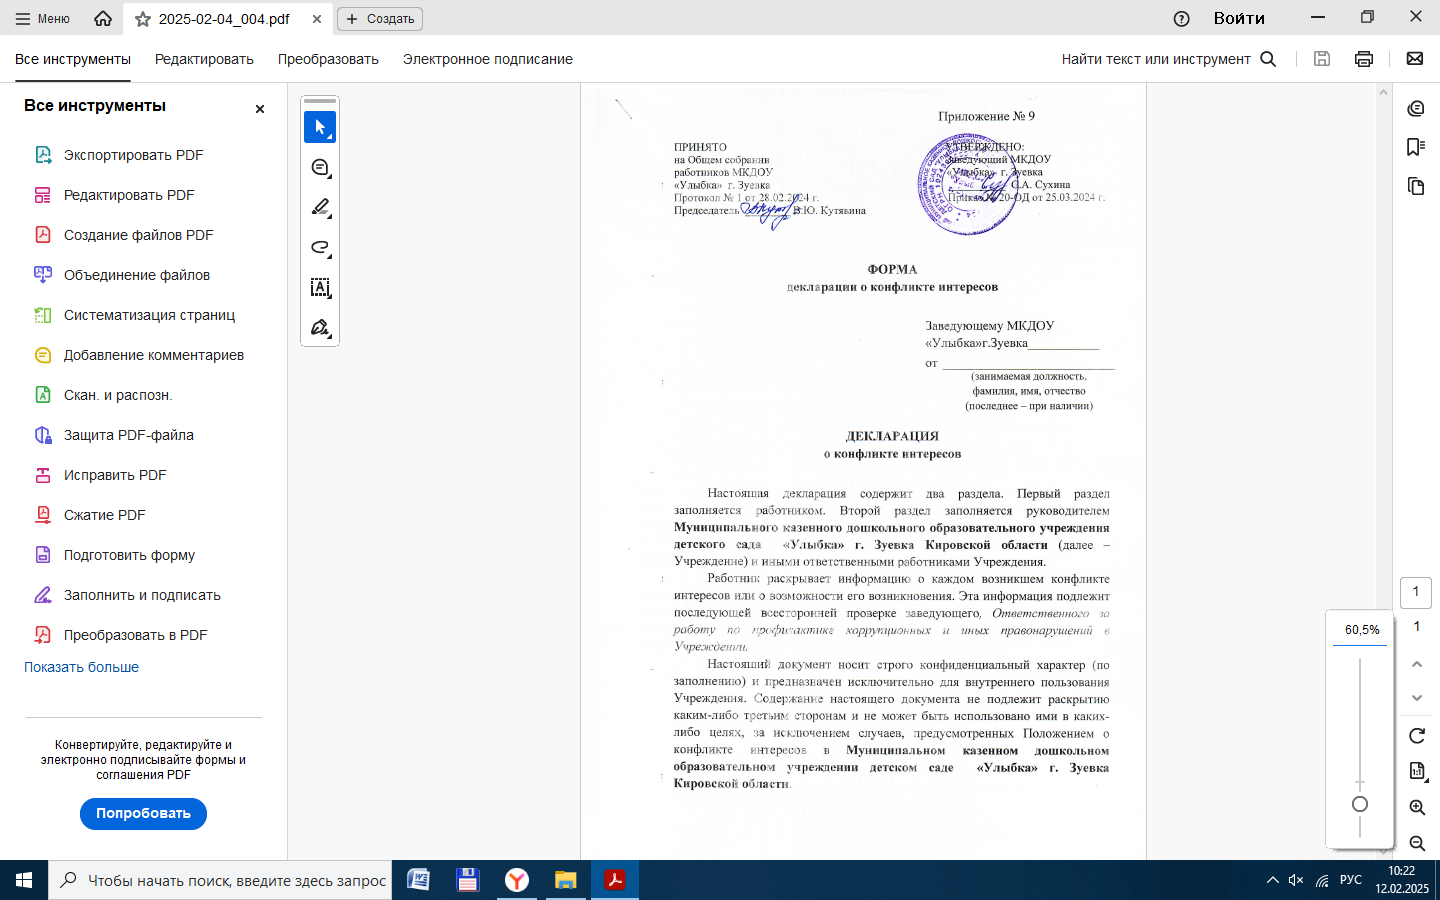 Меню
2025-02-04_004.pdf
Создать
Войти
Все инструменты
Редактировать
Преобразовать
Электронное подписание
Найти текст или инструмент
Все инструменты
Экспортировать PDF
Редактировать PDF
Создание файлов PDF
Объединение файлов
Систематизация страниц
Добавление комментариев
Скан. и распозн.
Защита PDF-файла
Исправить PDF
Сжатие PDF
Подготовить форму
Заполнить и подписать
Преобразовать в PDF
Показать больше
Конвертируйте, редактируйте и
электронно подписывайте формы и
соглашения PDF
Попробовать
Приложение № 9
ПРИНЯТО
на Общем собрании
работников МКДОУ
«Улыбка» г. Зуевка
Протокол № 1 от 28.02.2024 г.
Председатель В.Ю. Кутявина
УТВЕРЖДЕНО:
Заведующий МКДОУ
«Улыбка» г. Зуевка
С.А. Сухина
Приказ № 20-ОД от 25.03.2024 г.
ФОРМА
декларации о конфликте интересов
Заведующему МКДОУ
«Улыбка»г.Зуевка___________
от ___________________________
(занимаемая должность.
фамилия, имя, отчество
(последнее – при наличии)
ДЕКЛАРАЦИЯ
о конфликте интересов
Настоящая декларация содержит два раздела. Первый раздел
заполняется работником. Второй раздел заполняется руководителем
Муниципального казенного дошкольного образовательного учреждения
детского сада «Улыбка» г. Зуевка Кировской области (далее –
Учреждение) и иными ответственными работниками Учреждения.
Работник раскрывает информацию о каждом возникшем конфликте
интересов или о возможности его возникновения. Эта информация подлежит
последующей всесторонней проверке заведующего, Ответственного за
работу по профилактике коррупционных и иных правонарушений в
Учреждении.
Настоящий документ носит строго конфиденциальный характер (по
заполнению) и предназначен исключительно для внутреннего пользования
Учреждения. Содержание настоящего документа не подлежит раскрытию
каким-либо третьим сторонам и не может быть использовано ими в каких-
либо целях, за исключением случаев, предусмотренных Положением о
конфликте интересов в Муниципальном казенном дошкольном
образовательном учреждении детском саде «Улыбка» г. Зуевка
Кировской области.
1
1
60,5%
Чтобы начать поиск, введите здесь запрос
РУС
10:22
12.02.2025